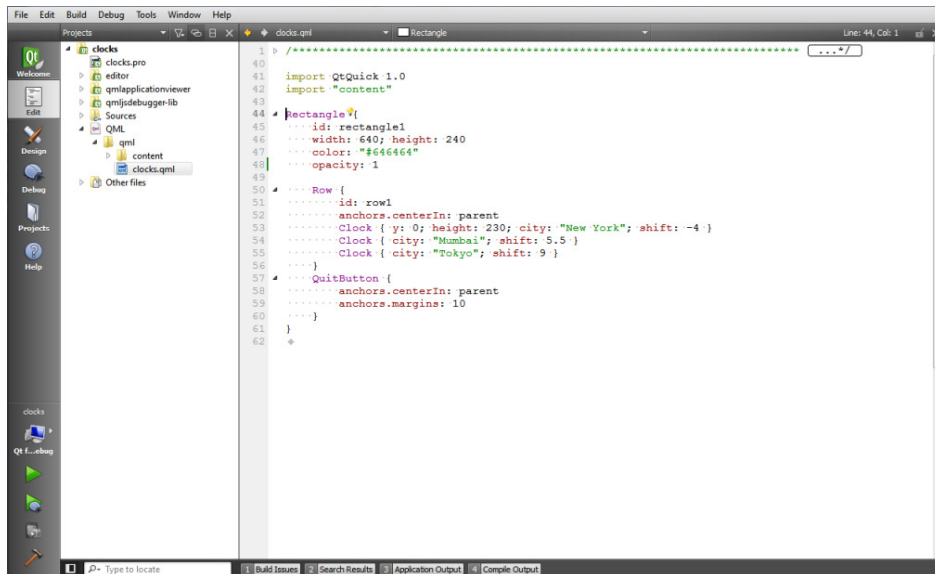 File Edit Build Debug Tools Window Help
Projects
clocks.qml
Rectangle
Line: 44, Col: 1
Welcome
Edit
Design
Debug
Projects
Help
clocks
Qt f...ebug
clocks
clocks.pro
editor
qmlapplicationviewer
qmljsdebugger-lib
Sources
QML
qml
content
clocks.qml
Other files
1 /**************************************************************************** ...*/
40
41 import QtQuick 1.0
42 import "content"
43
44 Rectangle {
45 id: rectangle1
46 width: 640; height: 240
47 color: "#646464"
48 opacity: 1
49
50 Row {
51 id: row1
52 anchors.centerIn: parent
53 Clock { y: 0; height: 230; city: "New York"; shift: -4 }
54 Clock { city: "Mumbai"; shift: 5.5 }
55 Clock { city: "Tokyo"; shift: 9 }
56 }
57 QuitButton {
58 anchors.centerIn: parent
59 anchors.margins: 10
60 }
61 }
62
Type to locate
1 Build Issues 2 Search Results 3 Application Output 4 Compile Output